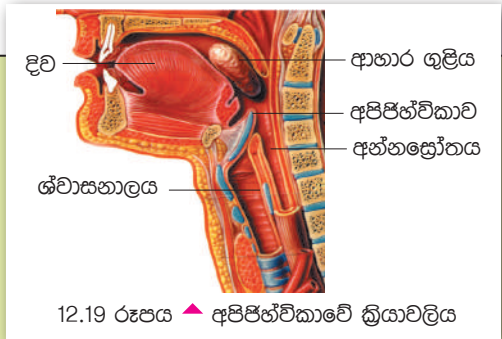 දිව
ආහාර ගුළිය
අපිජිහ්විකාව
අන්නස්‍රෝතය
ශ්වාසනාලය
12.19 රූපය ▲ අපිජිහ්විකාවේ ක්‍රියාවලිය